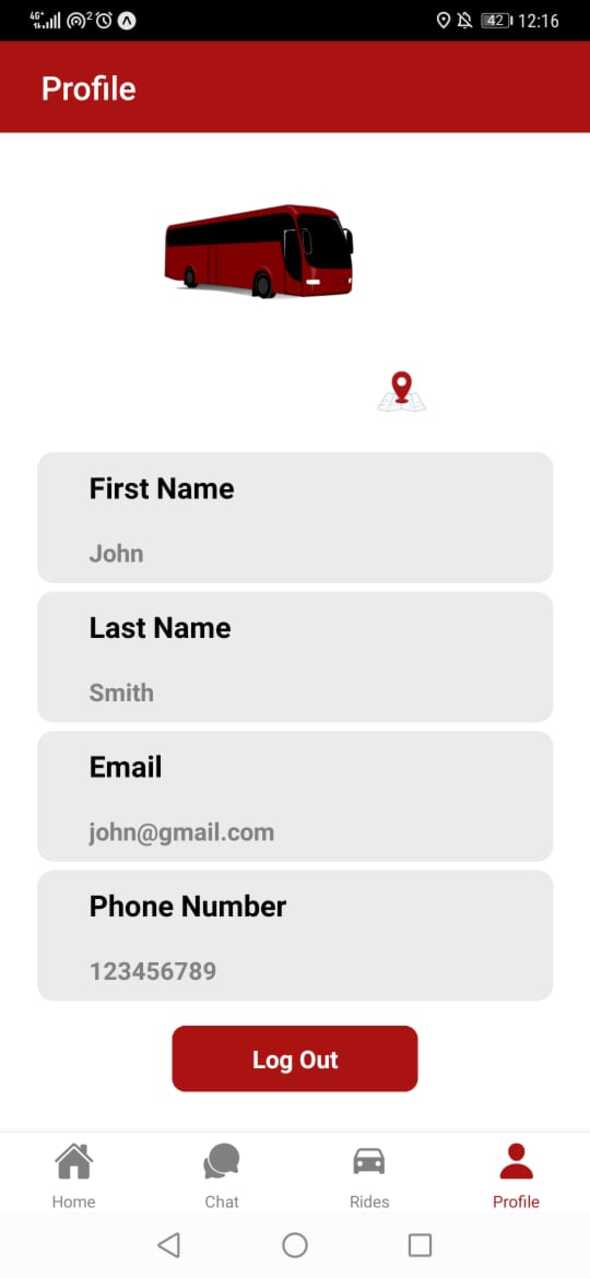 4G+ 2 42 12:16
Profile
First Name
John
Last Name
Smith
Email
john@gmail.com
Phone Number
123456789
Log Out
Home Chat Rides Profile